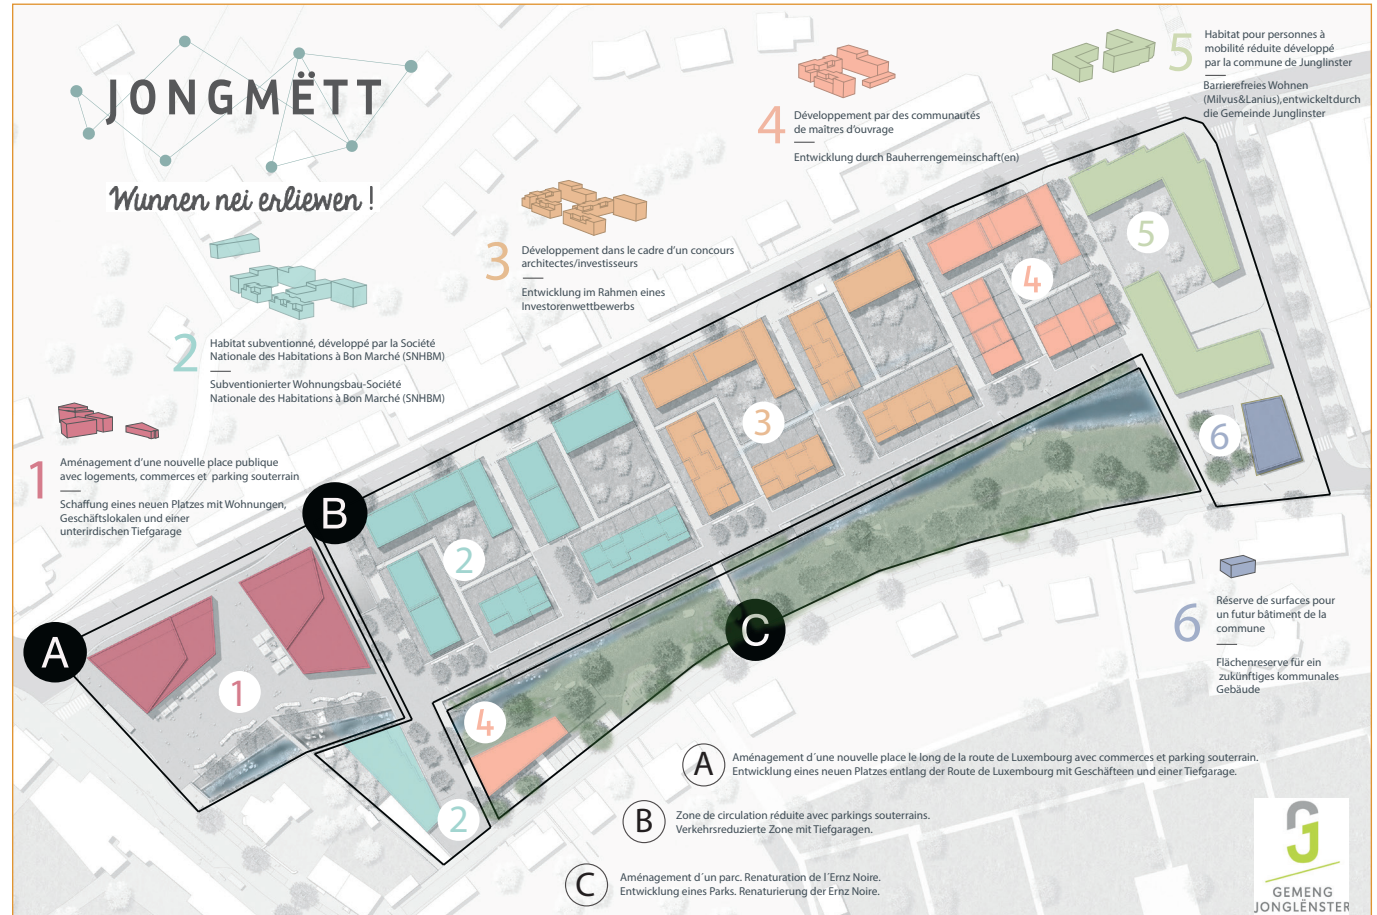 JONGMËTT
Wunnen nei erliewen !
1
Aménagement d'une nouvelle place publique
avec logements, commerces et parking souterrain
Schaffung eines neuen Platzes mit Wohnungen,
Geschäftslokalen und einer
unterirdischen Tiefgarage
2
Habitat subventionné, développé par la Société
Nationale des Habitations à Bon Marché (SNHBM)
Subventionierter Wohnungsbau-Société
Nationale des Habitations à Bon Marché (SNHBM)
3
Développement dans le cadre d'un concours
architectes/investisseurs
Entwicklung im Rahmen eines
Investorenwettbewerbs
4
Développement par des communautés
de maîtres d'ouvrage
Entwicklung durch Bauherrengemeinschaft(en)
5
Habitat pour personnes à
mobilité réduite développé
par la commune de Junglinster
Barrierefreies Wohnen
(Milvus&Lanius),entwickeltdurch
die Gemeinde Junglinster
6
Réserve de surfaces pour
un futur bâtiment de la
commune
Flächenreserve für ein
zukünftiges kommunales
Gebäude
5
4
3
6
2
1
4
2
A
B
C
A
Aménagement d´une nouvelle place le long de la route de Luxembourg avec commerces et parking souterrain.
Entwicklung eines neuen Platzes entlang der Route de Luxembourg mit Geschäfteen und einer Tiefgarage.
B
Zone de circulation réduite avec parkings souterrains.
Verkehrsreduzierte Zone mit Tiefgaragen.
C
Aménagement d´un parc. Renaturation de l´Ernz Noire.
Entwicklung eines Parks. Renaturierung der Ernz Noire.
GEMENG
JONGLËNSTER